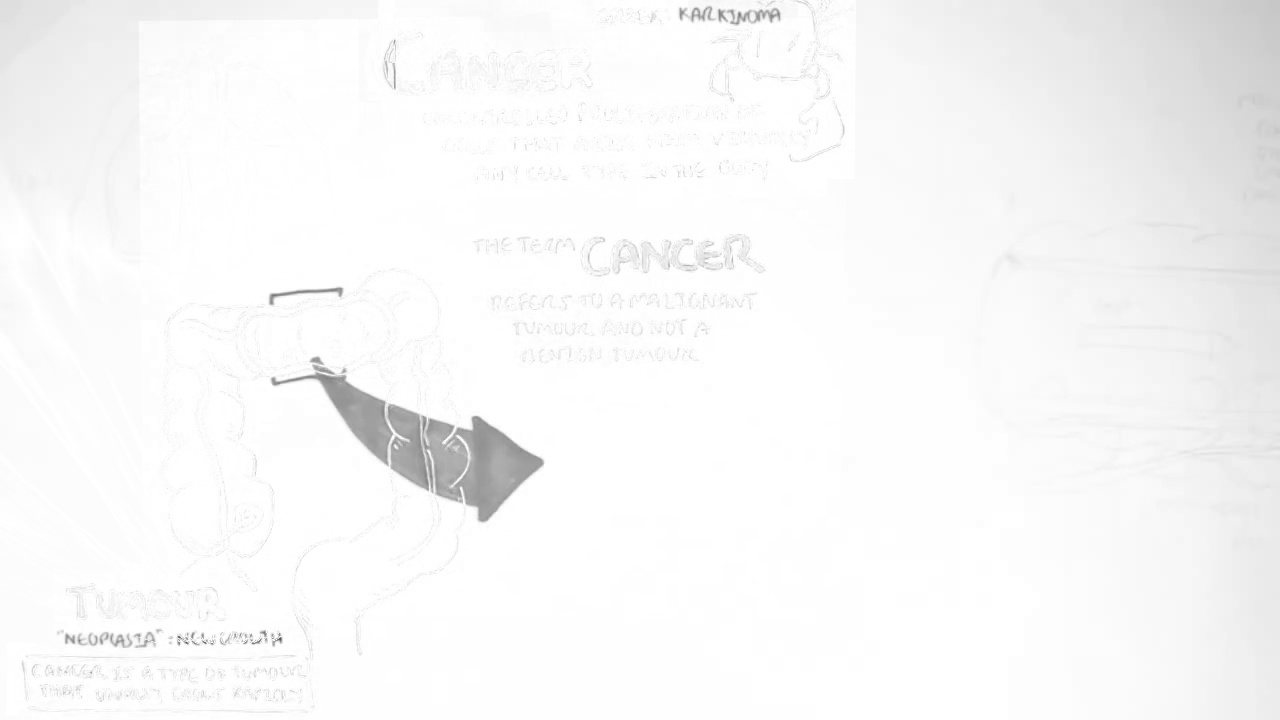 GREEK: KARKINOMA
CANCER
UNCONTROLLED PROLIFERATION OF
CELLS THAT ARISE FROM VIRTUALLY
ANY CELL TYPE IN THE BODY
THE TERM CANCER
REFERS TO A MALIGNANT
TUMOUR AND NOT A
BENIGN TUMOUR
TUMOUR
"NEOPLASIA" : NEW GROWTH
CANCER IS A TYPE OF TUMOUR
THAT USUALLY GROWS RAPIDLY